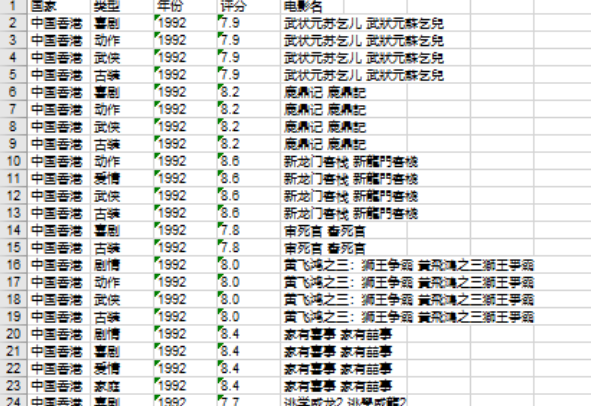 1 国家 类型 年份 评分 电影名
2 中国香港 喜剧 1992 7.9 武状元苏乞儿 武狀元蘇乞兒
3 中国香港 动作 1992 7.9 武状元苏乞儿 武狀元蘇乞兒
4 中国香港 武侠 1992 7.9 武状元苏乞儿 武狀元蘇乞兒
5 中国香港 古装 1992 7.9 武状元苏乞儿 武狀元蘇乞兒
6 中国香港 喜剧 1992 8.2 鹿鼎记 鹿鼎記
7 中国香港 动作 1992 8.2 鹿鼎记 鹿鼎記
8 中国香港 武侠 1992 8.2 鹿鼎记 鹿鼎記
9 中国香港 古装 1992 8.2 鹿鼎记 鹿鼎記
10 中国香港 动作 1992 8.6 新龙门客栈 新龍門客棧
11 中国香港 爱情 1992 8.6 新龙门客栈 新龍門客棧
12 中国香港 武侠 1992 8.6 新龙门客栈 新龍門客棧
13 中国香港 古装 1992 8.6 新龙门客栈 新龍門客棧
14 中国香港 喜剧 1992 7.8 审死官 審死官
15 中国香港 古装 1992 7.8 审死官 審死官
16 中国香港 剧情 1992 8.0 黄飞鸿之三：狮王争霸 黃飛鴻之三獅王爭霸
17 中国香港 动作 1992 8.0 黄飞鸿之三：狮王争霸 黃飛鴻之三獅王爭霸
18 中国香港 武侠 1992 8.0 黄飞鸿之三：狮王争霸 黃飛鴻之三獅王爭霸
19 中国香港 古装 1992 8.0 黄飞鸿之三：狮王争霸 黃飛鴻之三獅王爭霸
20 中国香港 剧情 1992 8.4 家有喜事 家有囍事
21 中国香港 喜剧 1992 8.4 家有喜事 家有囍事
22 中国香港 爱情 1992 8.4 家有喜事 家有囍事
23 中国香港 家庭 1992 8.4 家有喜事 家有囍事
24 中国香港 喜剧 1992 7.7 逃学威龙2 逃學威龍2